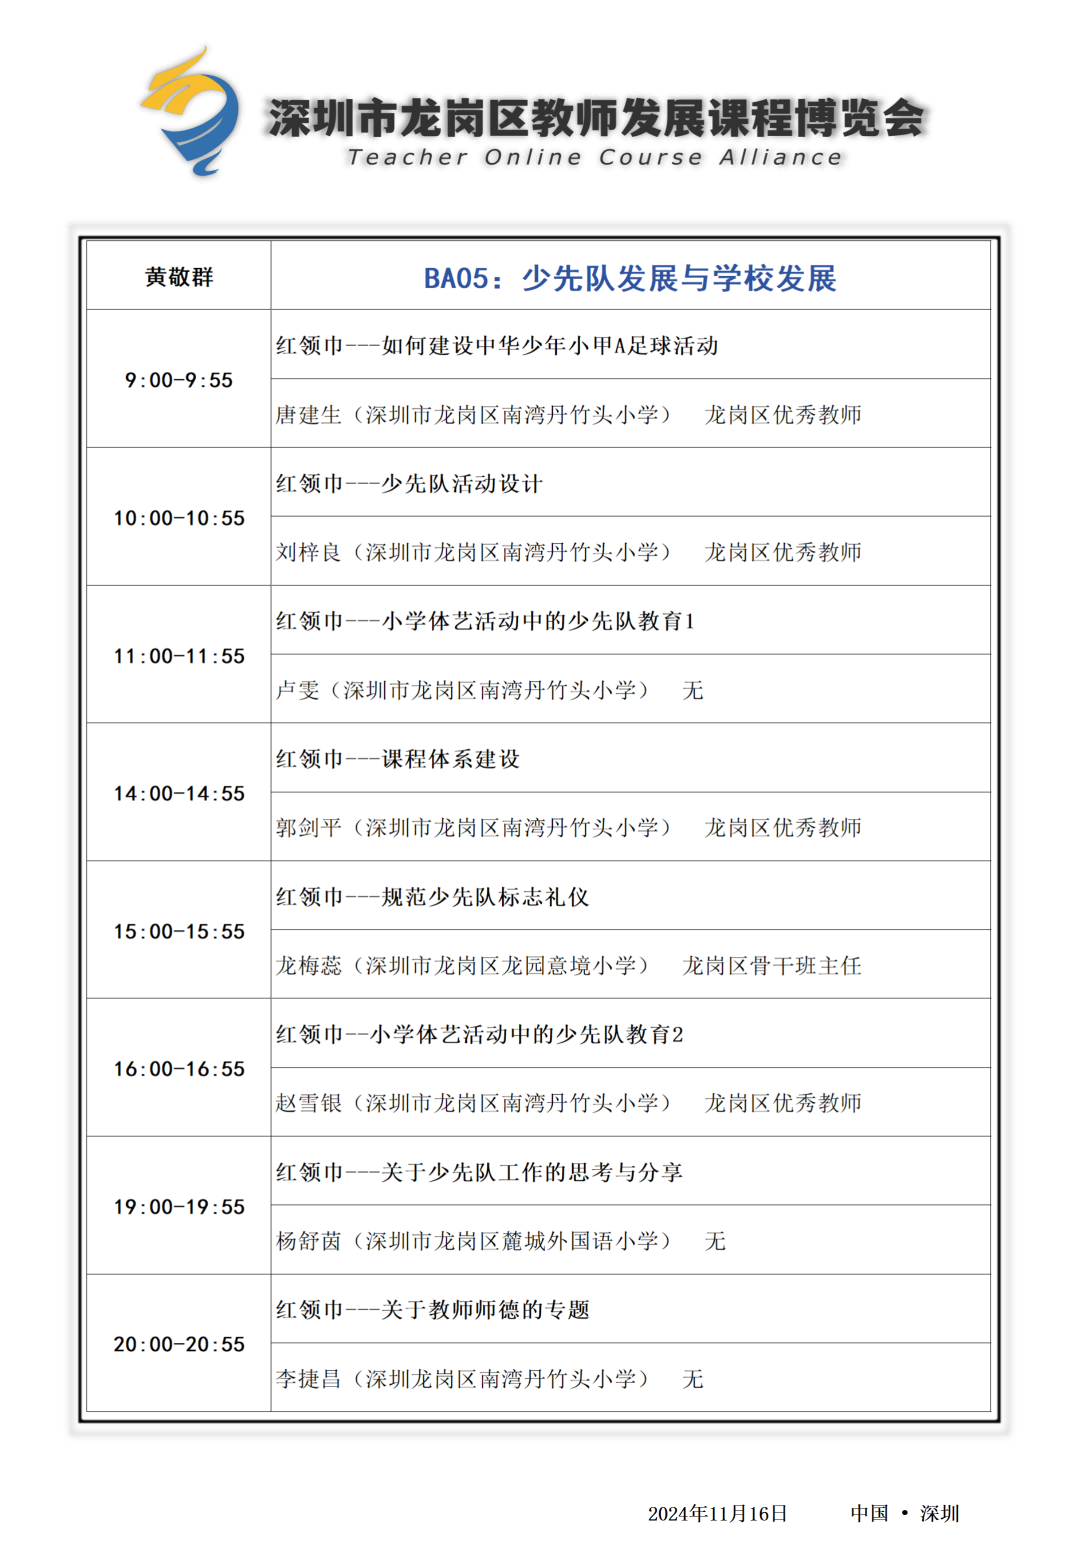 深圳市龙岗区教师发展课程博览会
Teacher Online Course Alliance
黄敬群 BA05：少先队发展与学校发展
9:00-9:55
红领巾---如何建设中华少年小甲A足球活动
唐建生（深圳市龙岗区南湾丹竹头小学） 龙岗区优秀教师
10:00-10:55
红领巾---少先队活动设计
刘梓良（深圳市龙岗区南湾丹竹头小学） 龙岗区优秀教师
11:00-11:55
红领巾---小学体艺活动中的少先队教育1
卢雯（深圳市龙岗区南湾丹竹头小学） 无
14:00-14:55
红领巾---课程体系建设
郭剑平（深圳市龙岗区南湾丹竹头小学） 龙岗区优秀教师
15:00-15:55
红领巾---规范少先队标志礼仪
龙梅蕊（深圳市龙岗区龙园意境小学） 龙岗区骨干班主任
16:00-16:55
红领巾--小学体艺活动中的少先队教育2
赵雪银（深圳市龙岗区南湾丹竹头小学） 龙岗区优秀教师
19:00-19:55
红领巾---关于少先队工作的思考与分享
杨舒茵（深圳市龙岗区麓城外国语小学） 无
20:00-20:55
红领巾---关于教师师德的专题
李捷昌（深圳龙岗区南湾丹竹头小学） 无
2024年11月16日 中国 • 深圳